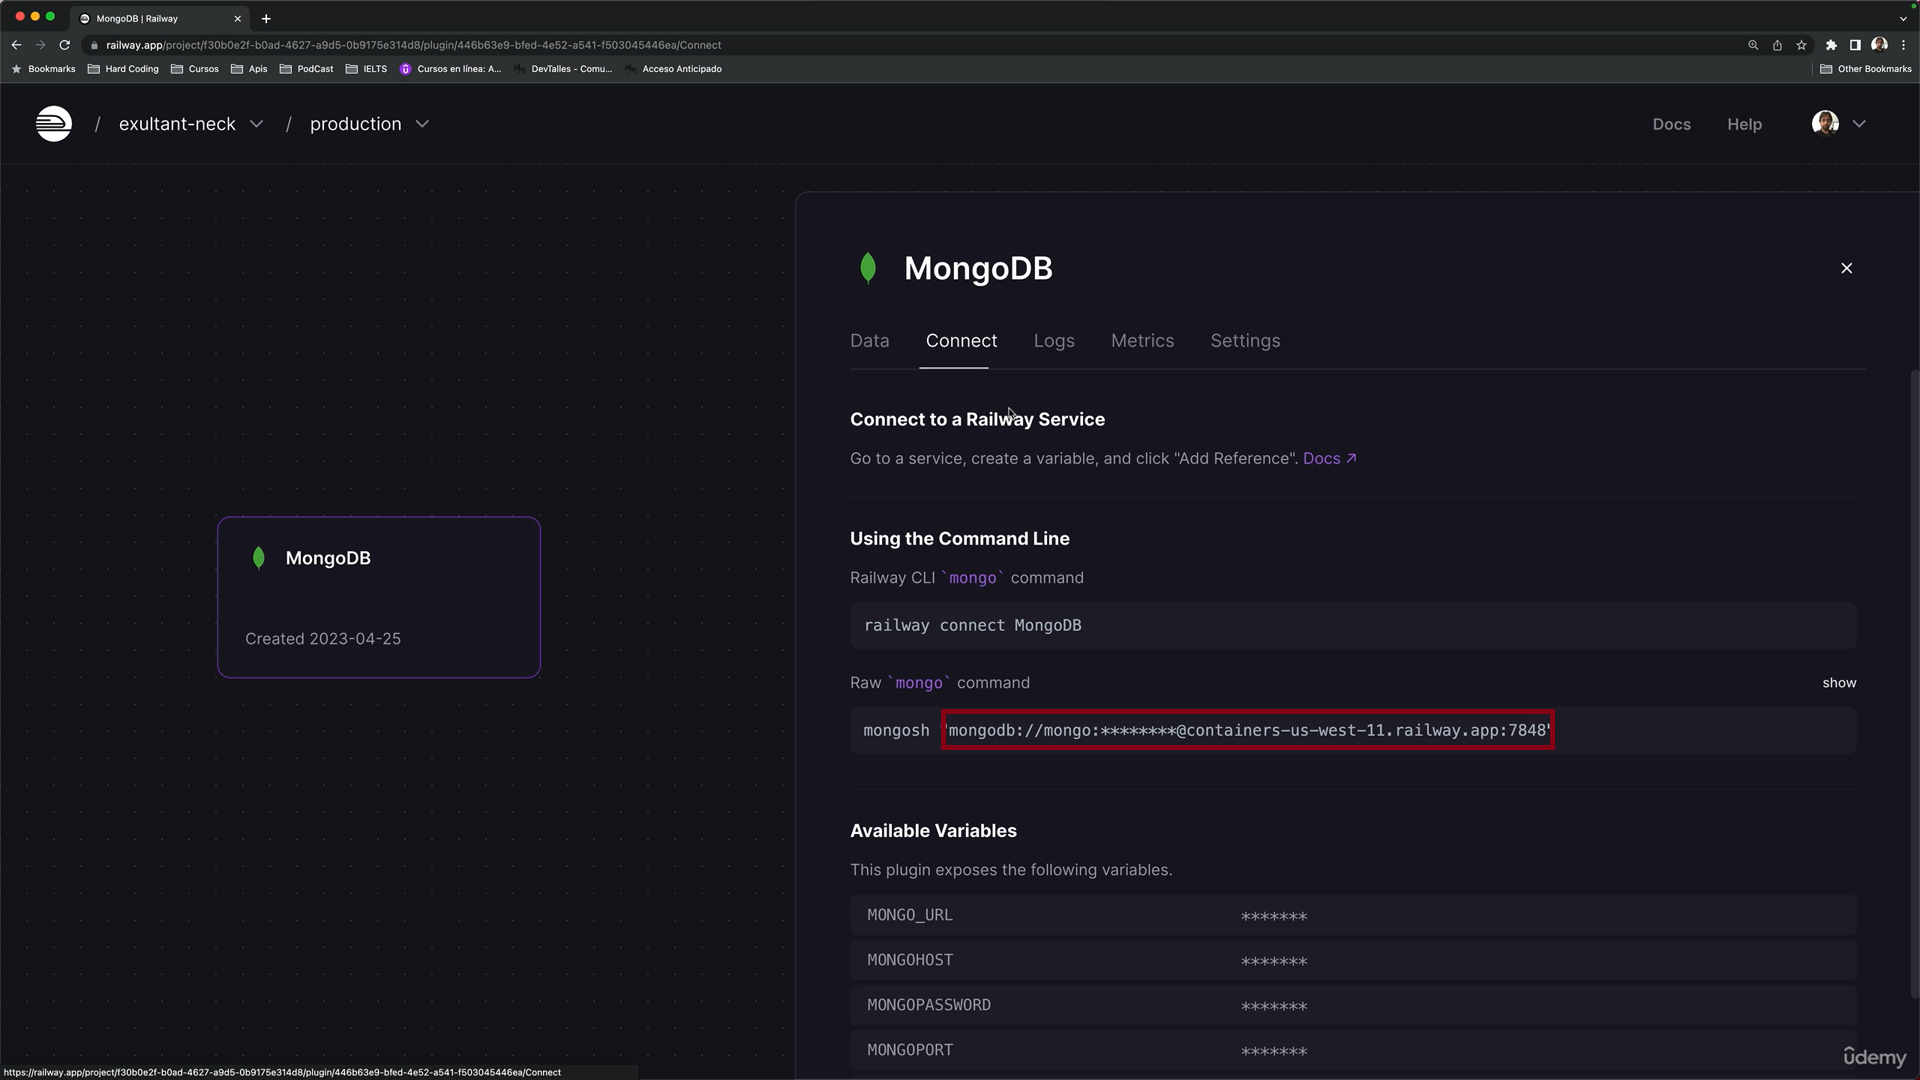 MongoDB | Railway
railway.app/project/f30b0e2f-b0ad-4627-a9d5-0b9175e314d8/plugin/446b63e9-bfed-4e52-a541-f503045446ea/Connect
Bookmarks Hard Coding Cursos Apis PodCast IELTS Cursos en línea: A... DevTalles - Comu... Acceso Anticipado Other Bookmarks
/ exultant-neck / production Docs Help
MongoDB
Data Connect Logs Metrics Settings
Connect to a Railway Service
Go to a service, create a variable, and click "Add Reference". Docs ↗
MongoDB
Created 2023-04-25
Using the Command Line
Railway CLI `mongo` command
railway connect MongoDB
Raw `mongo` command show
mongosh "mongodb://mongo:********@containers-us-west-11.railway.app:7848"
Available Variables
This plugin exposes the following variables.
MONGO_URL *******
MONGOHOST *******
MONGOPASSWORD *******
MONGOPORT *******
ûdemy
https://railway.app/project/f30b0e2f-b0ad-4627-a9d5-0b9175e314d8/plugin/446b63e9-bfed-4e52-a541-f503045446ea/Connect